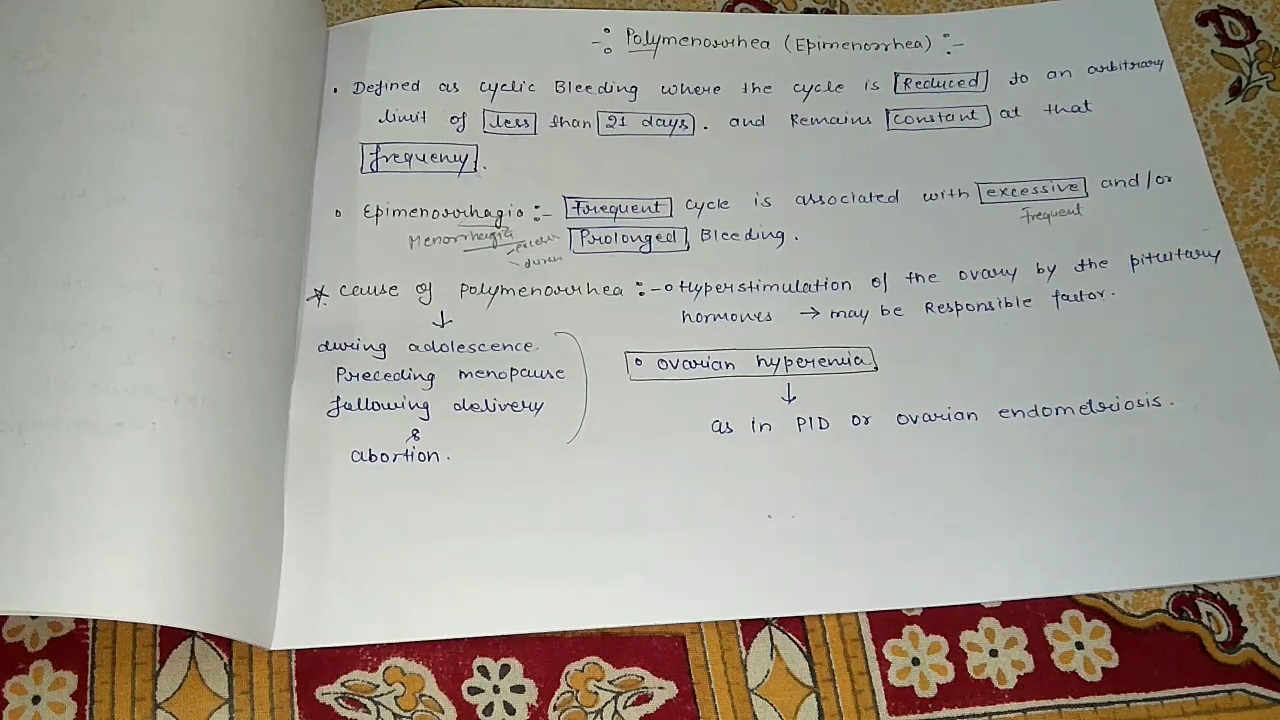 -: Polymenorrhea (Epimenorrhea) :-
• Defined as cyclic Bleeding where the cycle is Reduced to an arbitrary
limit of less than 21 days. and Remains constant at that
frequency.
• Epimenorrhagia :- Frequent cycle is associated with excessive and/or
frequent
Menorrhagia
Prolonged Bleeding.
* cause of polymenorrhea :- • Hyperstimulation of the ovary by the pituitary
hormones → may be Responsible factor.
↓
during adolescence.
Preceding menopause
following delivery
&
abortion.
• ovarian hyperemia
↓
as in PID or ovarian endometriosis.